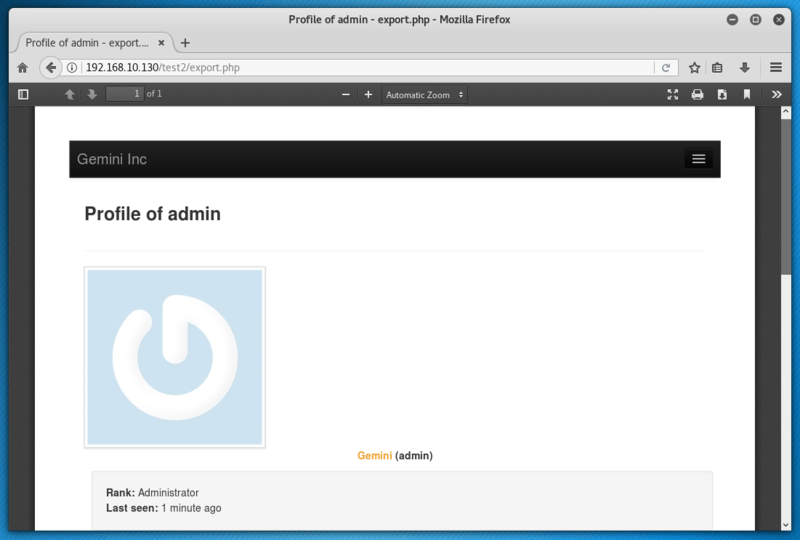 Profile of admin - export.php - Mozilla Firefox
Profile of admin - export....
192.168.10.130/test2/export.php
1 of 1
Automatic Zoom
Gemini Inc
Profile of admin
Gemini (admin)
Rank: Administrator
Last seen: 1 minute ago